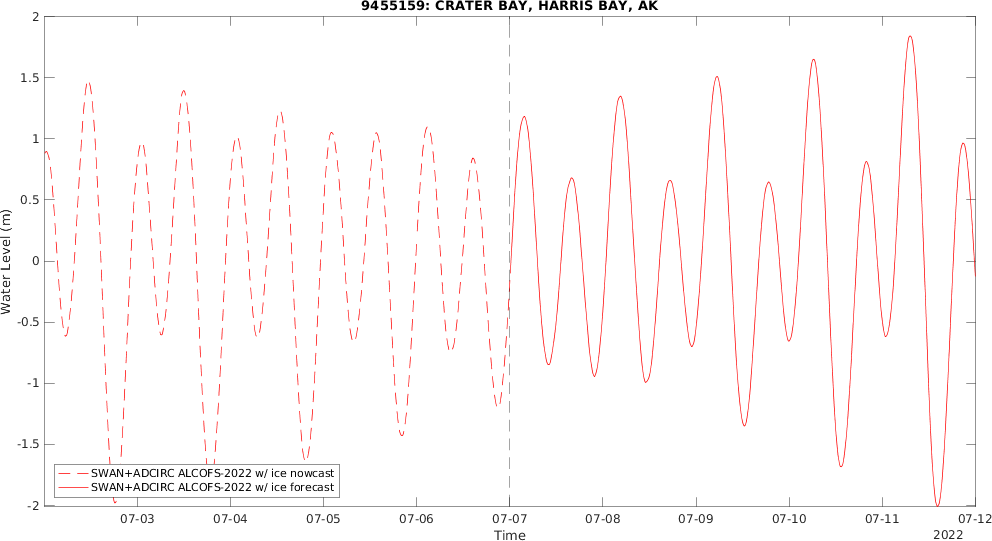 9455159: CRATER BAY, HARRIS BAY, AK
2
1.5
1
0.5
0
-0.5
-1
-1.5
-2
Water Level (m)
SWAN+ADCIRC ALCOFS-2022 w/ ice nowcast
SWAN+ADCIRC ALCOFS-2022 w/ ice forecast
07-03 07-04 07-05 07-06 07-07 07-08 07-09 07-10 07-11 07-12
Time
2022